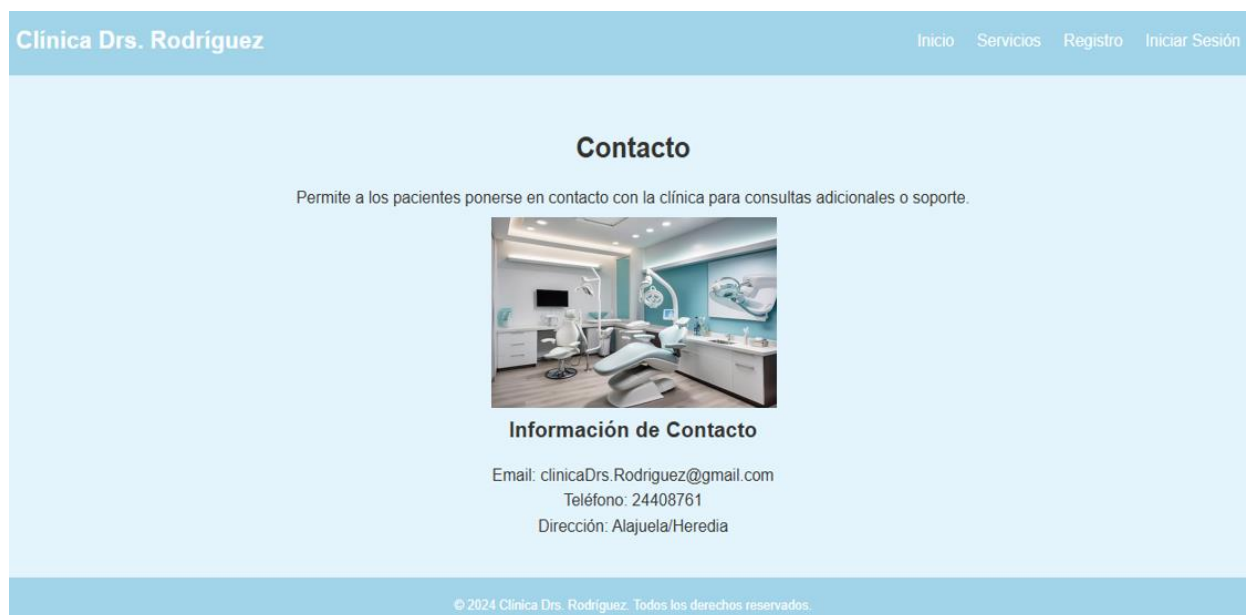 Clínica Drs. Rodríguez
Inicio Servicios Registro Iniciar Sesión
Contacto
Permite a los pacientes ponerse en contacto con la clínica para consultas adicionales o soporte.
Información de Contacto
Email: clinicaDrs.Rodriguez@gmail.com
Teléfono: 24408761
Dirección: Alajuela/Heredia
© 2024 Clínica Drs. Rodríguez. Todos los derechos reservados.